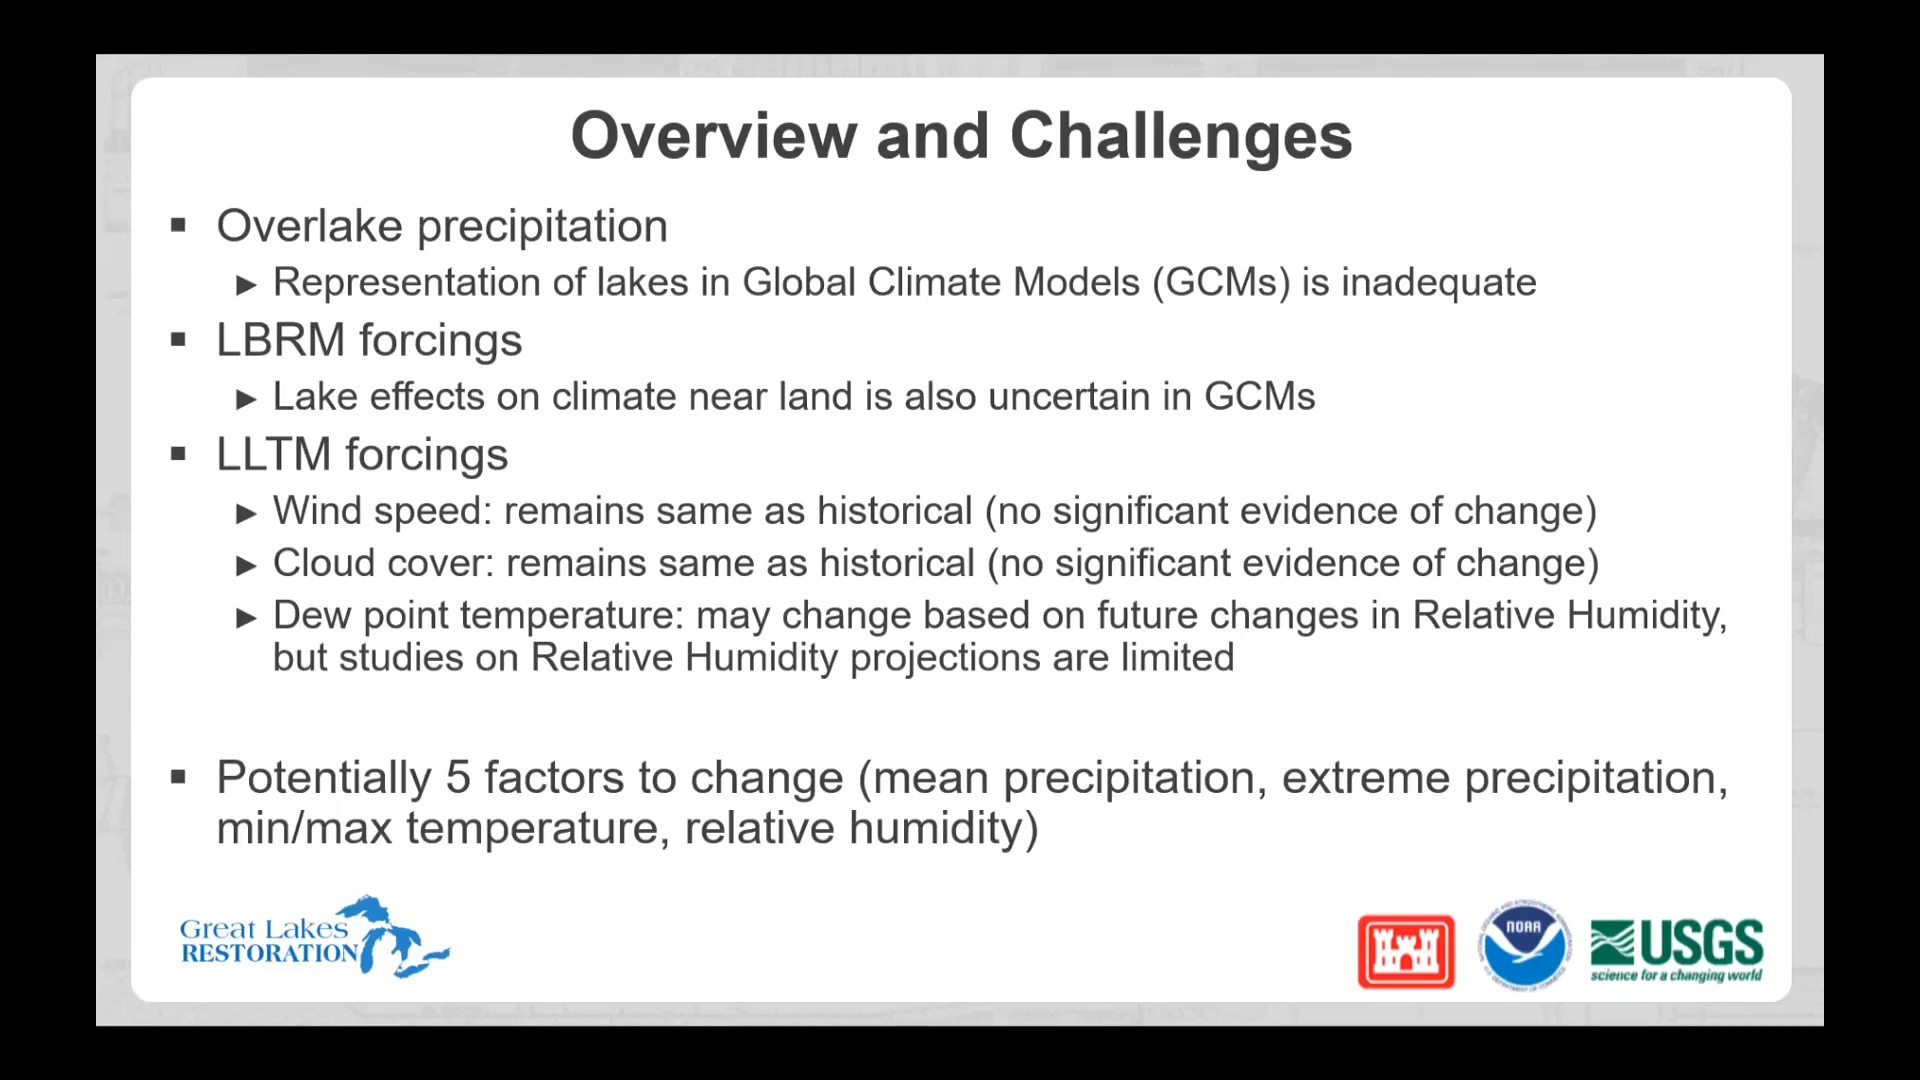 Overview and Challenges
▪ Overlake precipitation
► Representation of lakes in Global Climate Models (GCMs) is inadequate
▪ LBRM forcings
► Lake effects on climate near land is also uncertain in GCMs
▪ LLTM forcings
► Wind speed: remains same as historical (no significant evidence of change)
► Cloud cover: remains same as historical (no significant evidence of change)
► Dew point temperature: may change based on future changes in Relative Humidity,
but studies on Relative Humidity projections are limited
▪ Potentially 5 factors to change (mean precipitation, extreme precipitation,
min/max temperature, relative humidity)
Great Lakes
RESTORATION
NOAA
USGS
science for a changing world